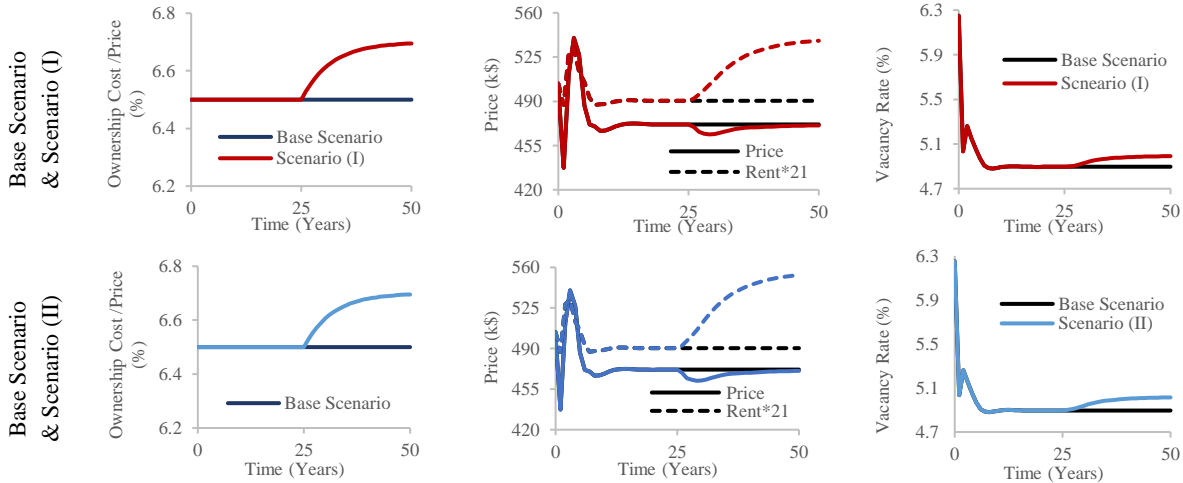 Base Scenario
& Scenario (I)
Ownership Cost /Price
(%)
6.8
6.6
6.4
6.2
0
25
50
Time (Years)
Base Scenario
Scenario (I)
Price (k$)
560
525
490
455
420
0
25
50
Time (Years)
Price
Rent*21
Vacancy Rate (%)
6.3
5.9
5.5
5.1
4.7
0
25
50
Time (Years)
Base Scenario
Scneario (I)
Base Scenario
& Scenario (II)
Ownership Cost /Price
(%)
6.8
6.6
6.4
6.2
0
25
50
Time (Years)
Base Scenario
Price (k$)
560
525
490
455
420
0
25
50
Time (Years)
Price
Rent*21
Vacancy Rate (%)
6.3
5.9
5.5
5.1
4.7
0
25
50
Time (Years)
Base Scenario
Scenario (II)